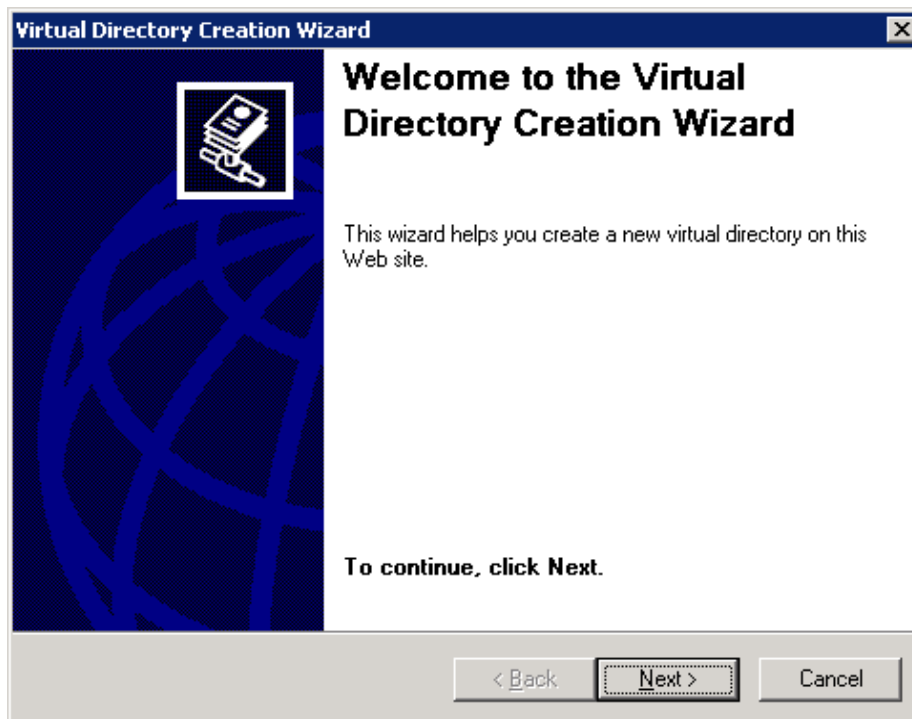 Virtual Directory Creation Wizard
Welcome to the Virtual
Directory Creation Wizard
This wizard helps you create a new virtual directory on this
Web site.
To continue, click Next.
< Back
Next >
Cancel